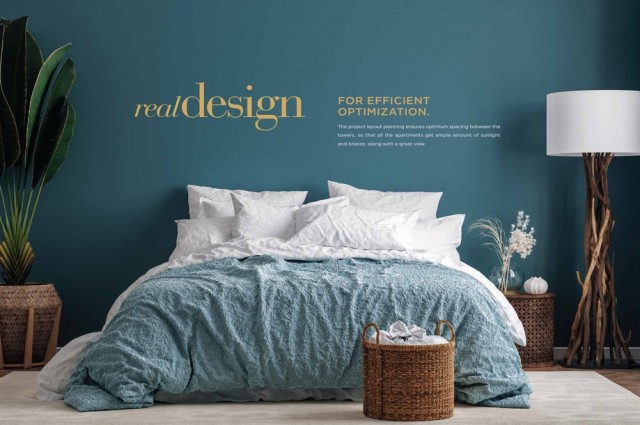 realdesign
FOR EFFICIENT
OPTIMIZATION.
The project layout planning ensures optimum spacing between the
towers, so that all the apartments get ample amount of sunlight
and breeze, along with a great view.